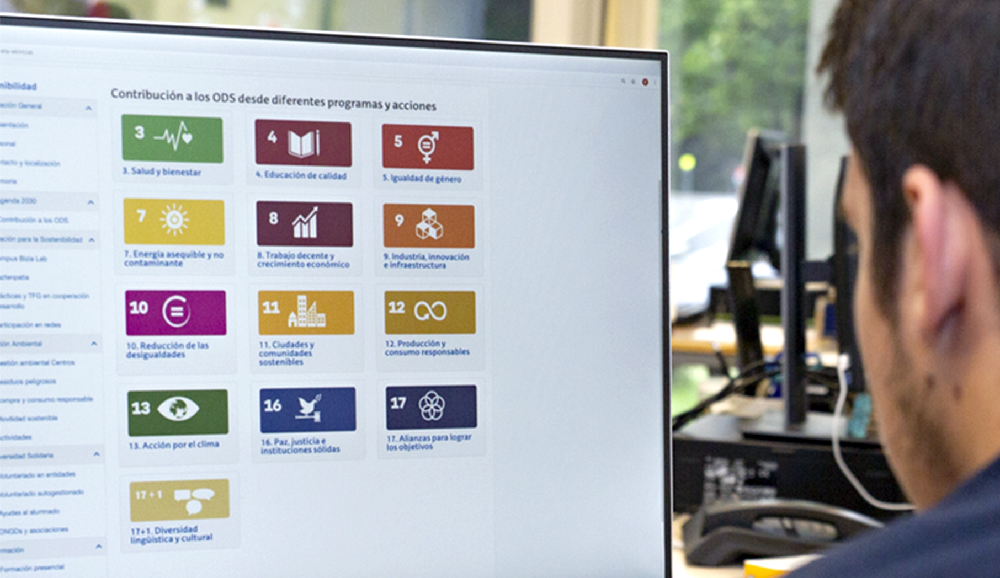 nibilidad
ación General
sentación
sonal
ntacto y localización
moria
genda 2030
Contribución a los ODS
ación para la Sostenibilidad
mpus Bizia Lab
aztenpatia
ácticas y TFG en cooperación
esarrollo
articipación en redes
ión Ambiental
estión ambiental Centros
esiduos peligrosos
ompra y consumo responsable
Movilidad sostenible
ctividades
versidad Solidaria
Voluntariado en entidades
Voluntariado autogestionado
Ayudas al alumnado
ONGDs y asociaciones
rmación
Formación presencial
Contribución a los ODS desde diferentes programas y acciones
3
3. Salud y bienestar
4
4. Educación de calidad
5
5. Igualdad de género
7
7. Energía asequible y no
contaminante
8
8. Trabajo decente y
crecimiento económico
9
9. Industria, innovación
e infraestructura
10
10. Reducción de las
desigualdades
11
11. Ciudades y
comunidades
sostenibles
12
12. Producción y
consumo responsables
13
13. Acción por el clima
16
16. Paz, justicia e
instituciones sólidas
17
17. Alianzas para lograr
los objetivos
17+1
17+1. Diversidad
lingüística y cultural